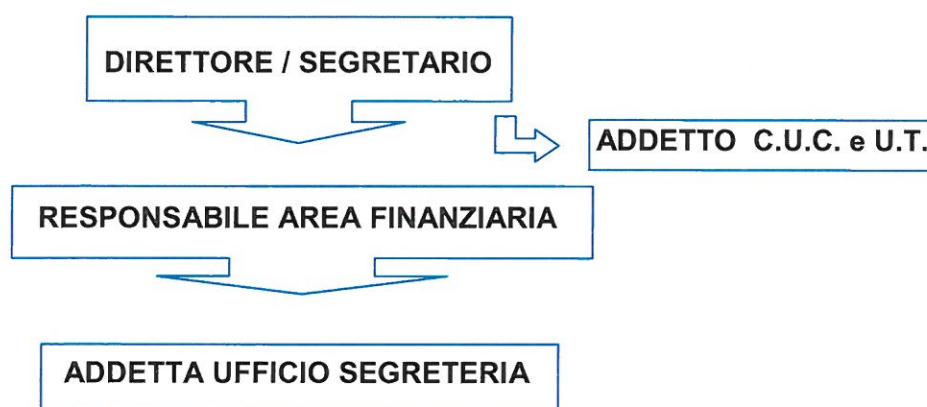 DIRETTORE / SEGRETARIO
ADDETTO C.U.C. e U.T.
RESPONSABILE AREA FINANZIARIA
ADDETTA UFFICIO SEGRETERIA